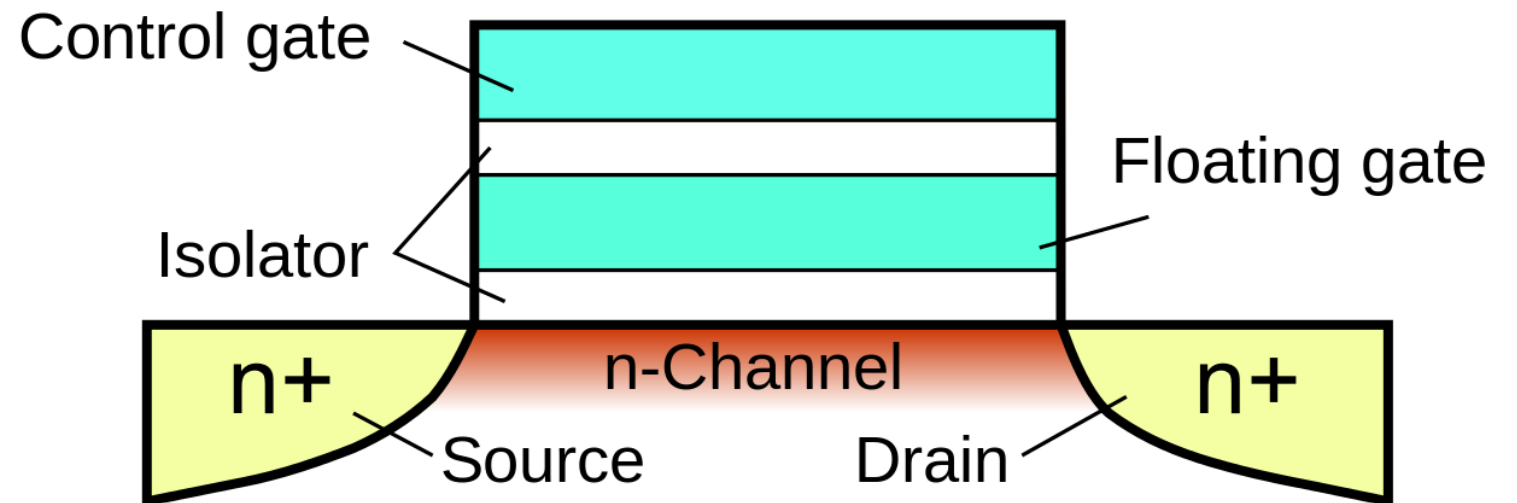 Control gate
Floating gate
Isolator
n-Channel
n+
n+
Source
Drain